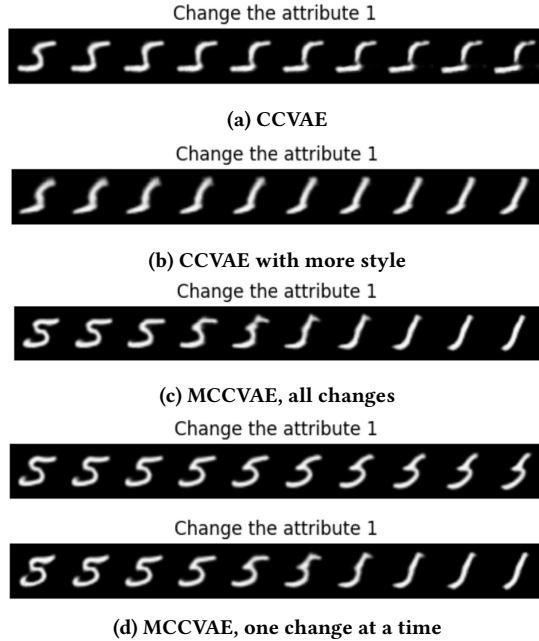 Change the attribute 1
(a) CCVAE
Change the attribute 1
(b) CCVAE with more style
Change the attribute 1
(c) MCCVAE, all changes
Change the attribute 1
Change the attribute 1
(d) MCCVAE, one change at a time